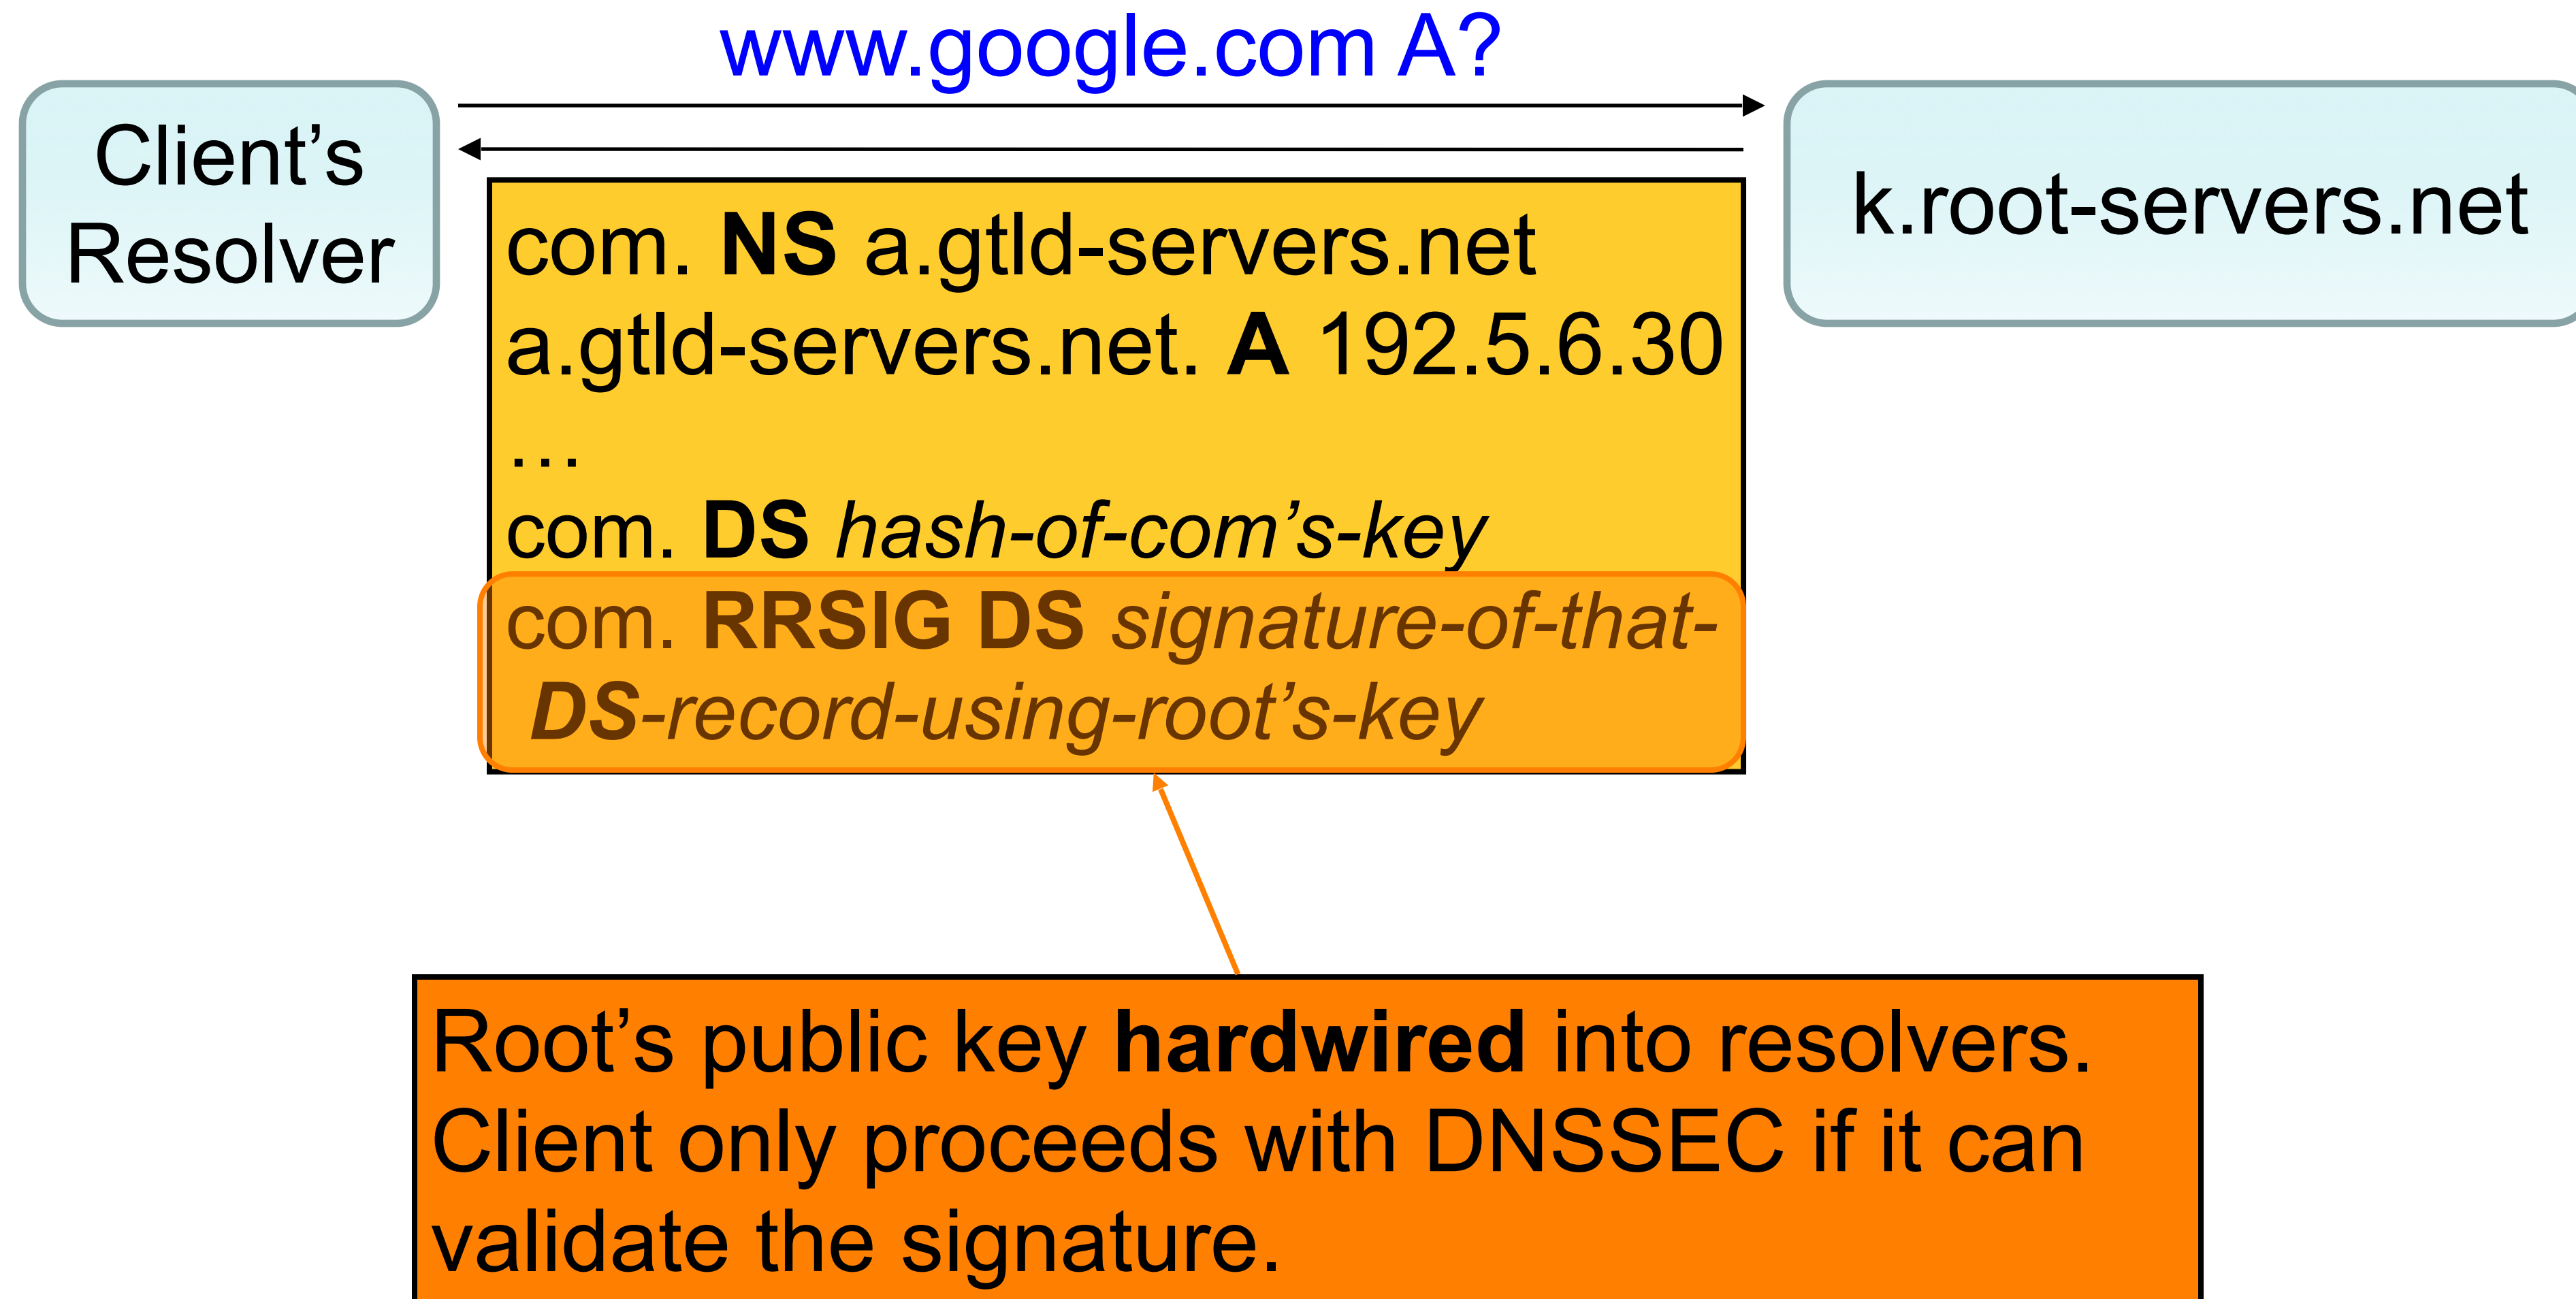 www.google.com A?
Client’s
Resolver
k.root-servers.net
com. NS a.gtld-servers.net
a.gtld-servers.net. A 192.5.6.30
…
com. DS hash-of-com’s-key
com. RRSIG DS signature-of-that-
DS-record-using-root’s-key
Root’s public key hardwired into resolvers.
Client only proceeds with DNSSEC if it can
validate the signature.